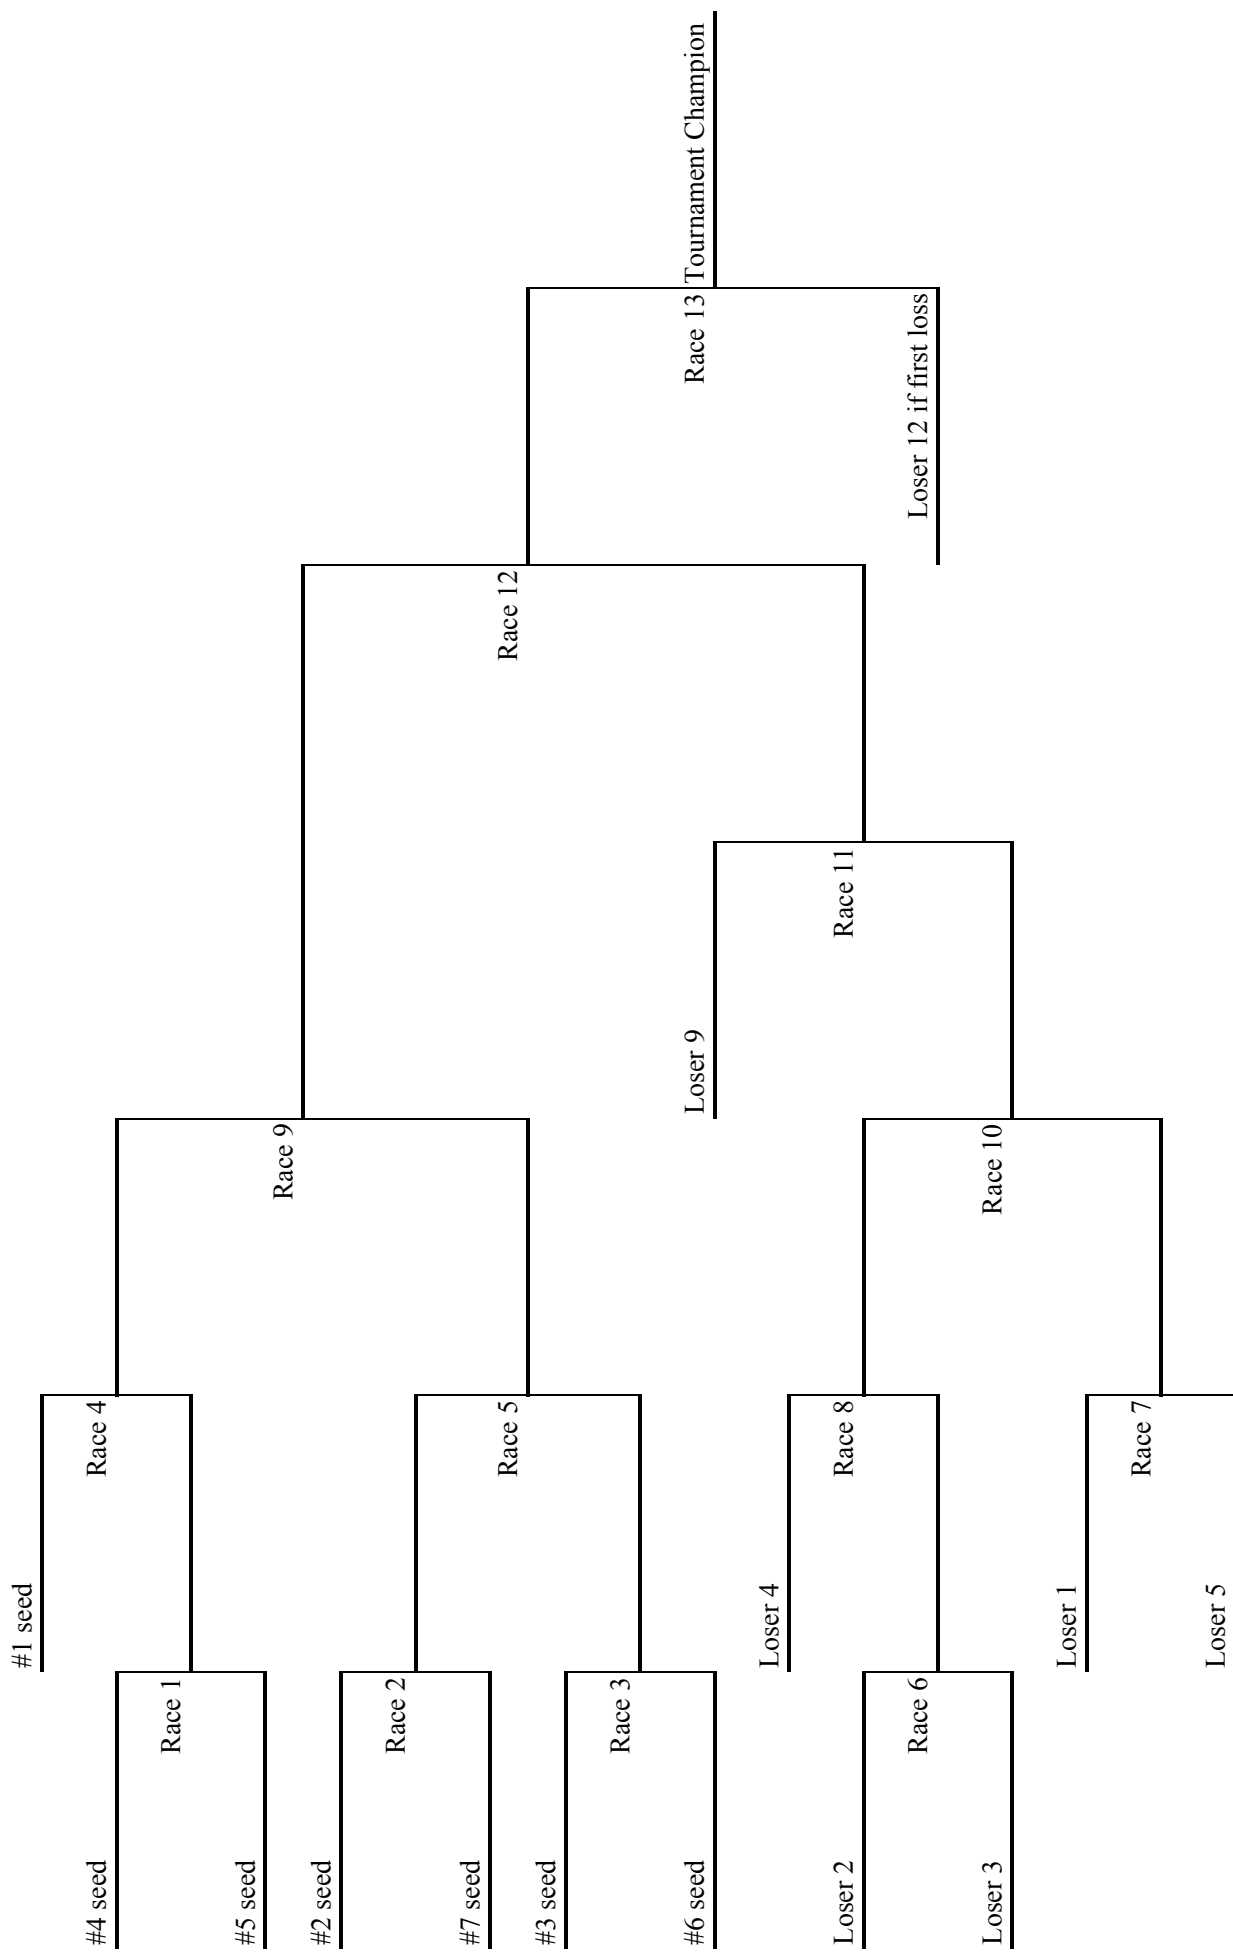 #1 seed
Race 4
#4 seed
Race 1
#5 seed
Race 9
#2 seed
Race 2
#7 seed
Race 5
#3 seed
Race 3
#6 seed
Race 12
Race 13
Tournament Champion
Loser 9
Loser 4
Race 8
Race 11
Loser 2
Race 6
Loser 12 if first loss
Loser 3
Race 10
Loser 1
Race 7
Loser 5